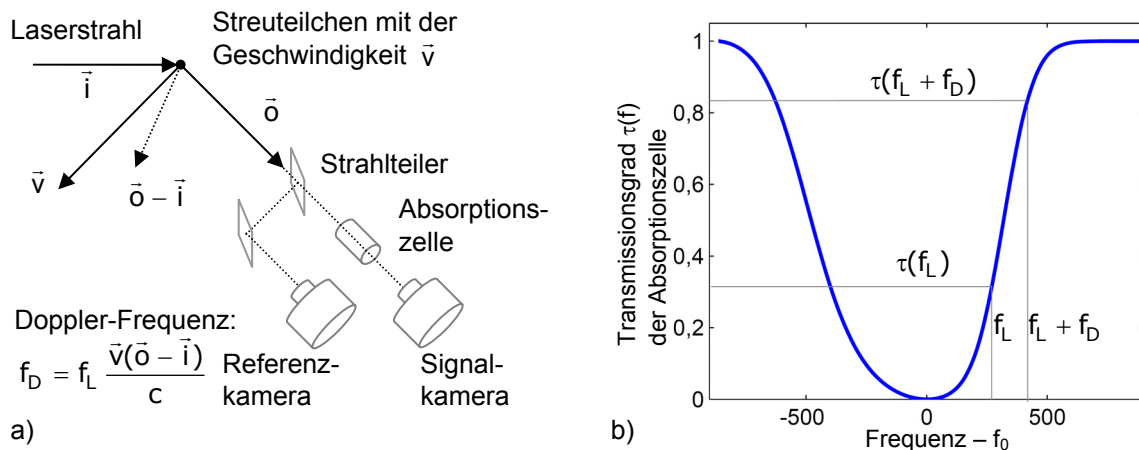 Laserstrahl
Streuteilchen mit der
Geschwindigkeit v⃗
i⃗
o⃗
v⃗
o⃗ – i⃗
Strahlteiler
Absorptions-
zelle
Doppler-Frequenz:
f_D = f_L v⃗(o⃗ – i⃗) / c
Referenz-
kamera
Signal-
kamera
a)
Transmissionsgrad τ(f)
der Absorptionszelle
1
0,8
0,6
0,4
0,2
0
τ(f_L + f_D)
τ(f_L)
f_L
f_L + f_D
-500 0 500
Frequenz – f_0
b)